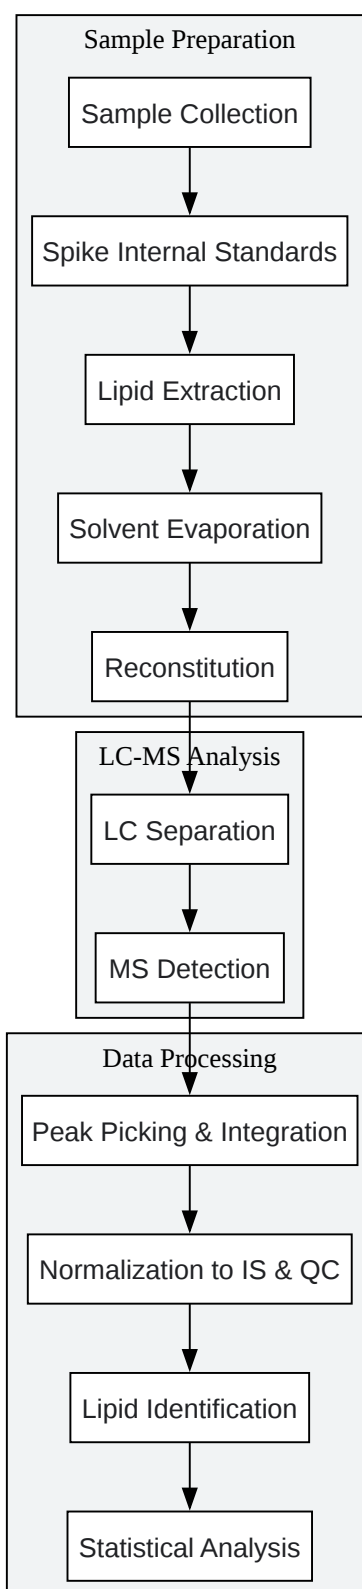 Sample Preparation
Sample Collection
Spike Internal Standards
Lipid Extraction
Solvent Evaporation
Reconstitution
LC-MS Analysis
LC Separation
MS Detection
Data Processing
Peak Picking & Integration
Normalization to IS & QC
Lipid Identification
Statistical Analysis